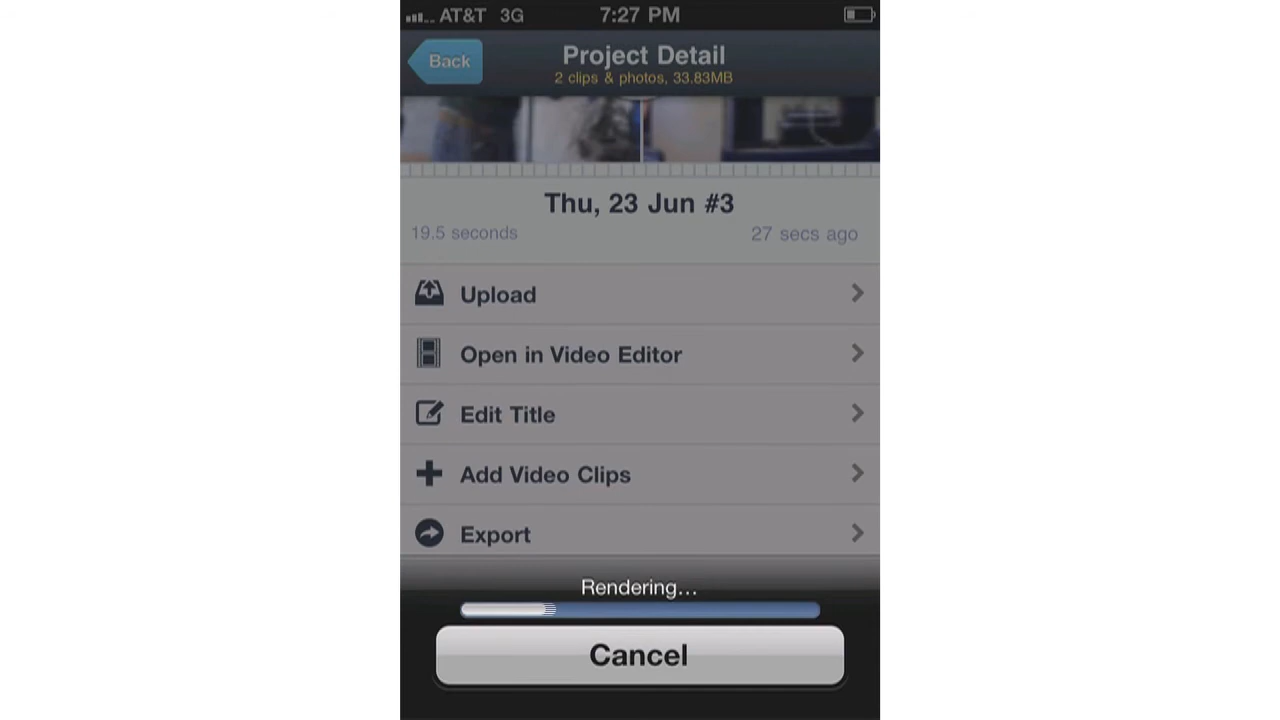 AT&T 3G 7:27 PM
Back
Project Detail
2 clips & photos, 33.83MB
Thu, 23 Jun #3
19.5 seconds 27 secs ago
Upload
Open in Video Editor
Edit Title
Add Video Clips
Export
Rendering...
Cancel